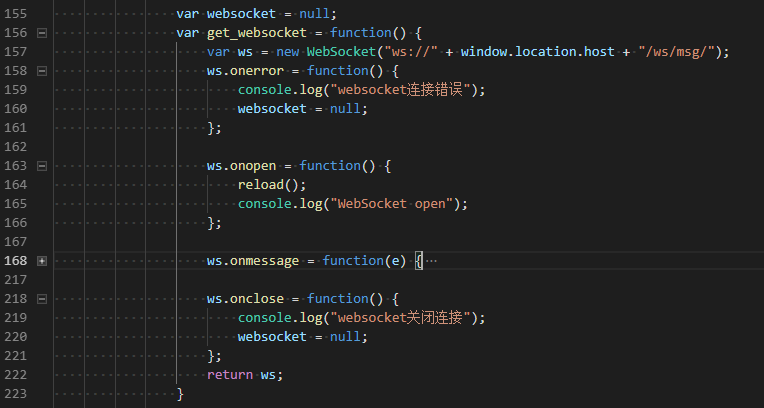 155 var websocket = null;
156 var get_websocket = function() {
157 var ws = new WebSocket("ws://" + window.location.host + "/ws/msg/");
158 ws.onerror = function() {
159 console.log("websocket连接错误");
160 websocket = null;
161 };
162
163 ws.onopen = function() {
164 reload();
165 console.log("WebSocket open");
166 };
167
168 ws.onmessage = function(e) {…
217
218 ws.onclose = function() {
219 console.log("websocket关闭连接");
220 websocket = null;
221 };
222 return ws;
223 }